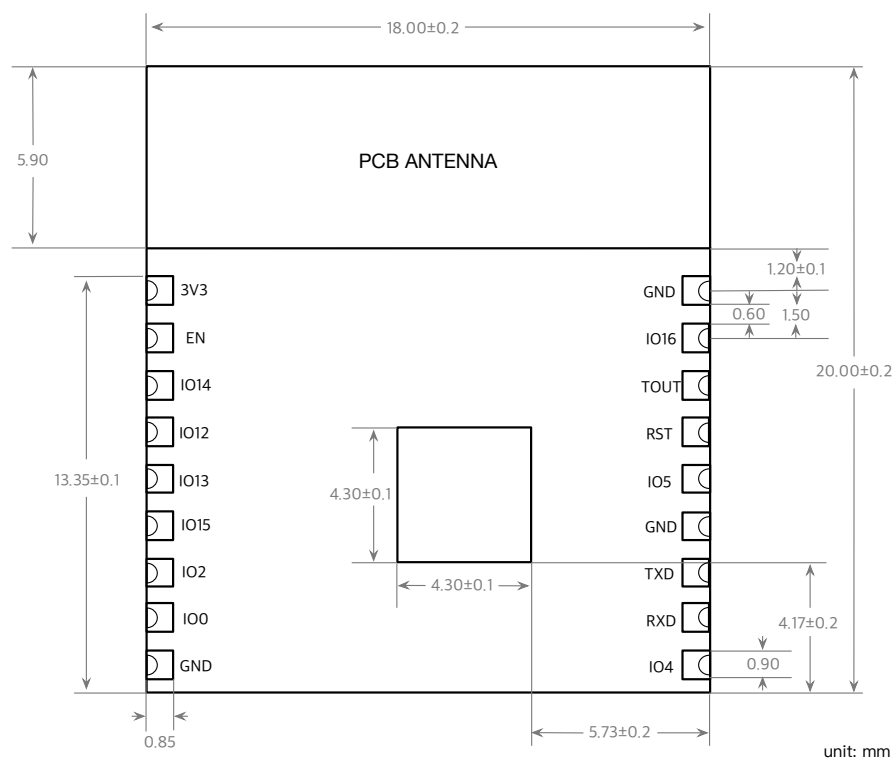 18.00±0.2
5.90
PCB ANTENNA
1.20±0.1
3V3
GND
0.60
1.50
EN
IO16
20.00±0.2
IO14
TOUT
IO12
RST
13.35±0.1
IO13
4.30±0.1
IO5
IO15
GND
IO2
TXD
4.30±0.1
IO0
RXD
4.17±0.2
GND
IO4
0.90
0.85
5.73±0.2
unit: mm